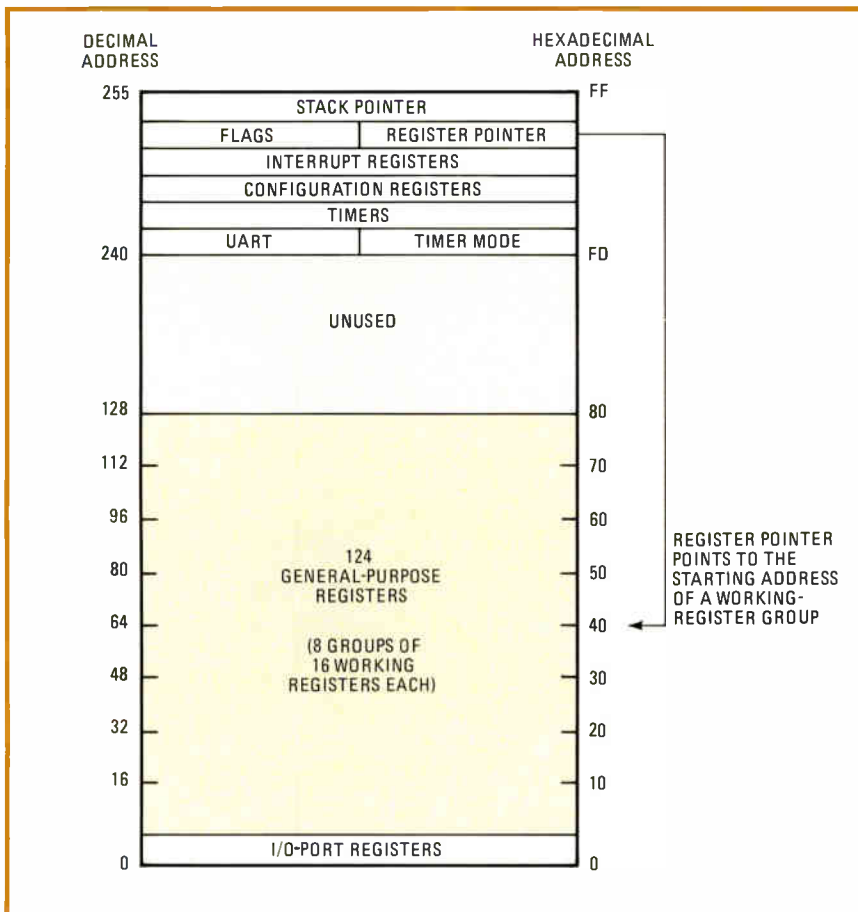 DECIMAL
ADDRESS
HEXADECIMAL
ADDRESS
255
FF
STACK POINTER
FLAGS
REGISTER POINTER
INTERRUPT REGISTERS
CONFIGURATION REGISTERS
TIMERS
UART
TIMER MODE
240
FD
UNUSED
128
80
112
70
96
60
124
GENERAL-PURPOSE
REGISTERS
80
50
REGISTER POINTER
POINTS TO THE
STARTING ADDRESS
OF A WORKING-
REGISTER GROUP
64
40
(8 GROUPS OF
16 WORKING
REGISTERS EACH)
48
30
32
20
16
10
I/O-PORT REGISTERS
0
0